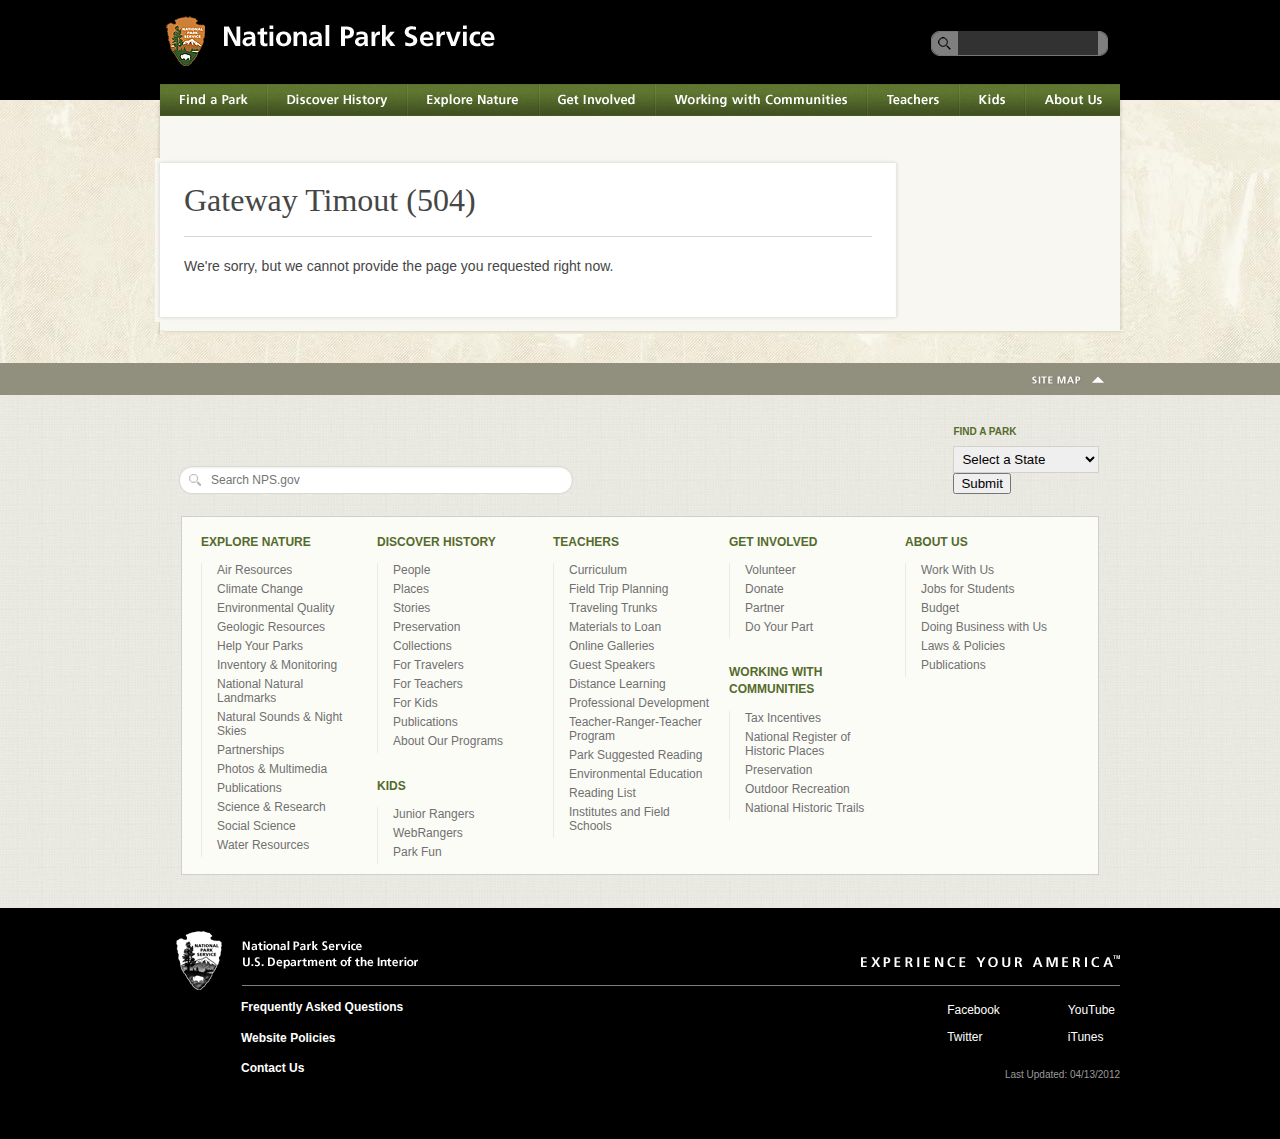 NATIONAL PARK SERVICE
National Park Service
Find a Park
Discover History
Explore Nature
Get Involved
Working with Communities
Teachers
Kids
About Us
Gateway Timout (504)
We're sorry, but we cannot provide the page you requested right now.
SITE MAP
FIND A PARK
Select a State
Submit
Search NPS.gov
EXPLORE NATURE
Air Resources
Climate Change
Environmental Quality
Geologic Resources
Help Your Parks
Inventory & Monitoring
National Natural
Landmarks
Natural Sounds & Night
Skies
Partnerships
Photos & Multimedia
Publications
Science & Research
Social Science
Water Resources
DISCOVER HISTORY
People
Places
Stories
Preservation
Collections
For Travelers
For Teachers
For Kids
Publications
About Our Programs
KIDS
Junior Rangers
WebRangers
Park Fun
TEACHERS
Curriculum
Field Trip Planning
Traveling Trunks
Materials to Loan
Online Galleries
Guest Speakers
Distance Learning
Professional Development
Teacher-Ranger-Teacher
Program
Park Suggested Reading
Environmental Education
Reading List
Institutes and Field
Schools
GET INVOLVED
Volunteer
Donate
Partner
Do Your Part
WORKING WITH
COMMUNITIES
Tax Incentives
National Register of
Historic Places
Preservation
Outdoor Recreation
National Historic Trails
ABOUT US
Work With Us
Jobs for Students
Budget
Doing Business with Us
Laws & Policies
Publications
NATIONAL PARK SERVICE
National Park Service
U.S. Department of the Interior
EXPERIENCE YOUR AMERICA™
Frequently Asked Questions
Website Policies
Contact Us
Facebook
YouTube
Twitter
iTunes
Last Updated: 04/13/2012